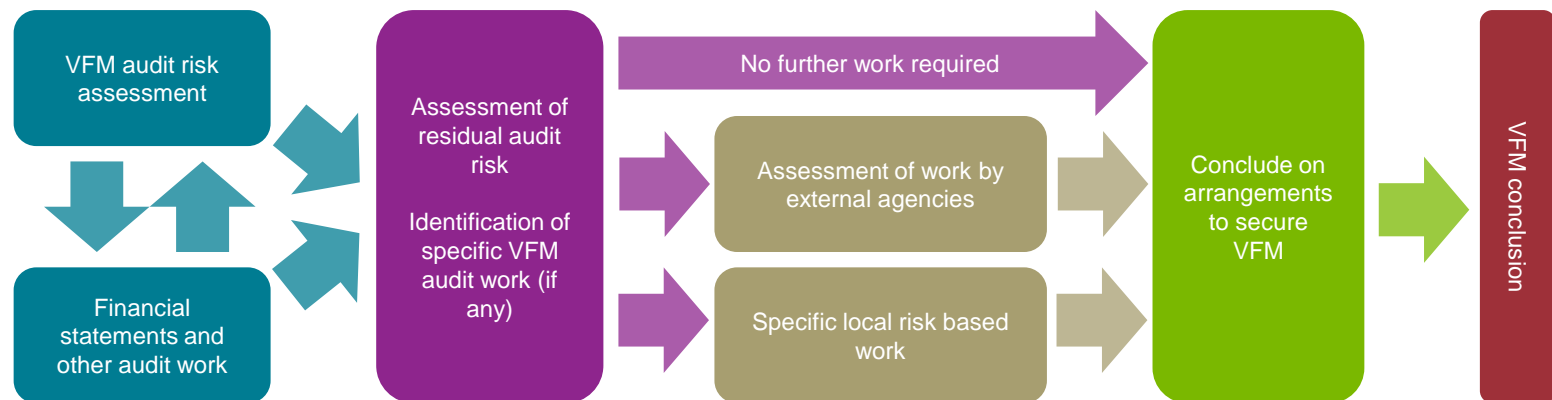 VFM audit risk
assessment
Financial
statements and
other audit work
Assessment of
residual audit
risk
Identification of
specific VFM
audit work (if
any)
No further work required
Assessment of work by
external agencies
Specific local risk based
work
Conclude on
arrangements
to secure
VFM
VFM conclusion